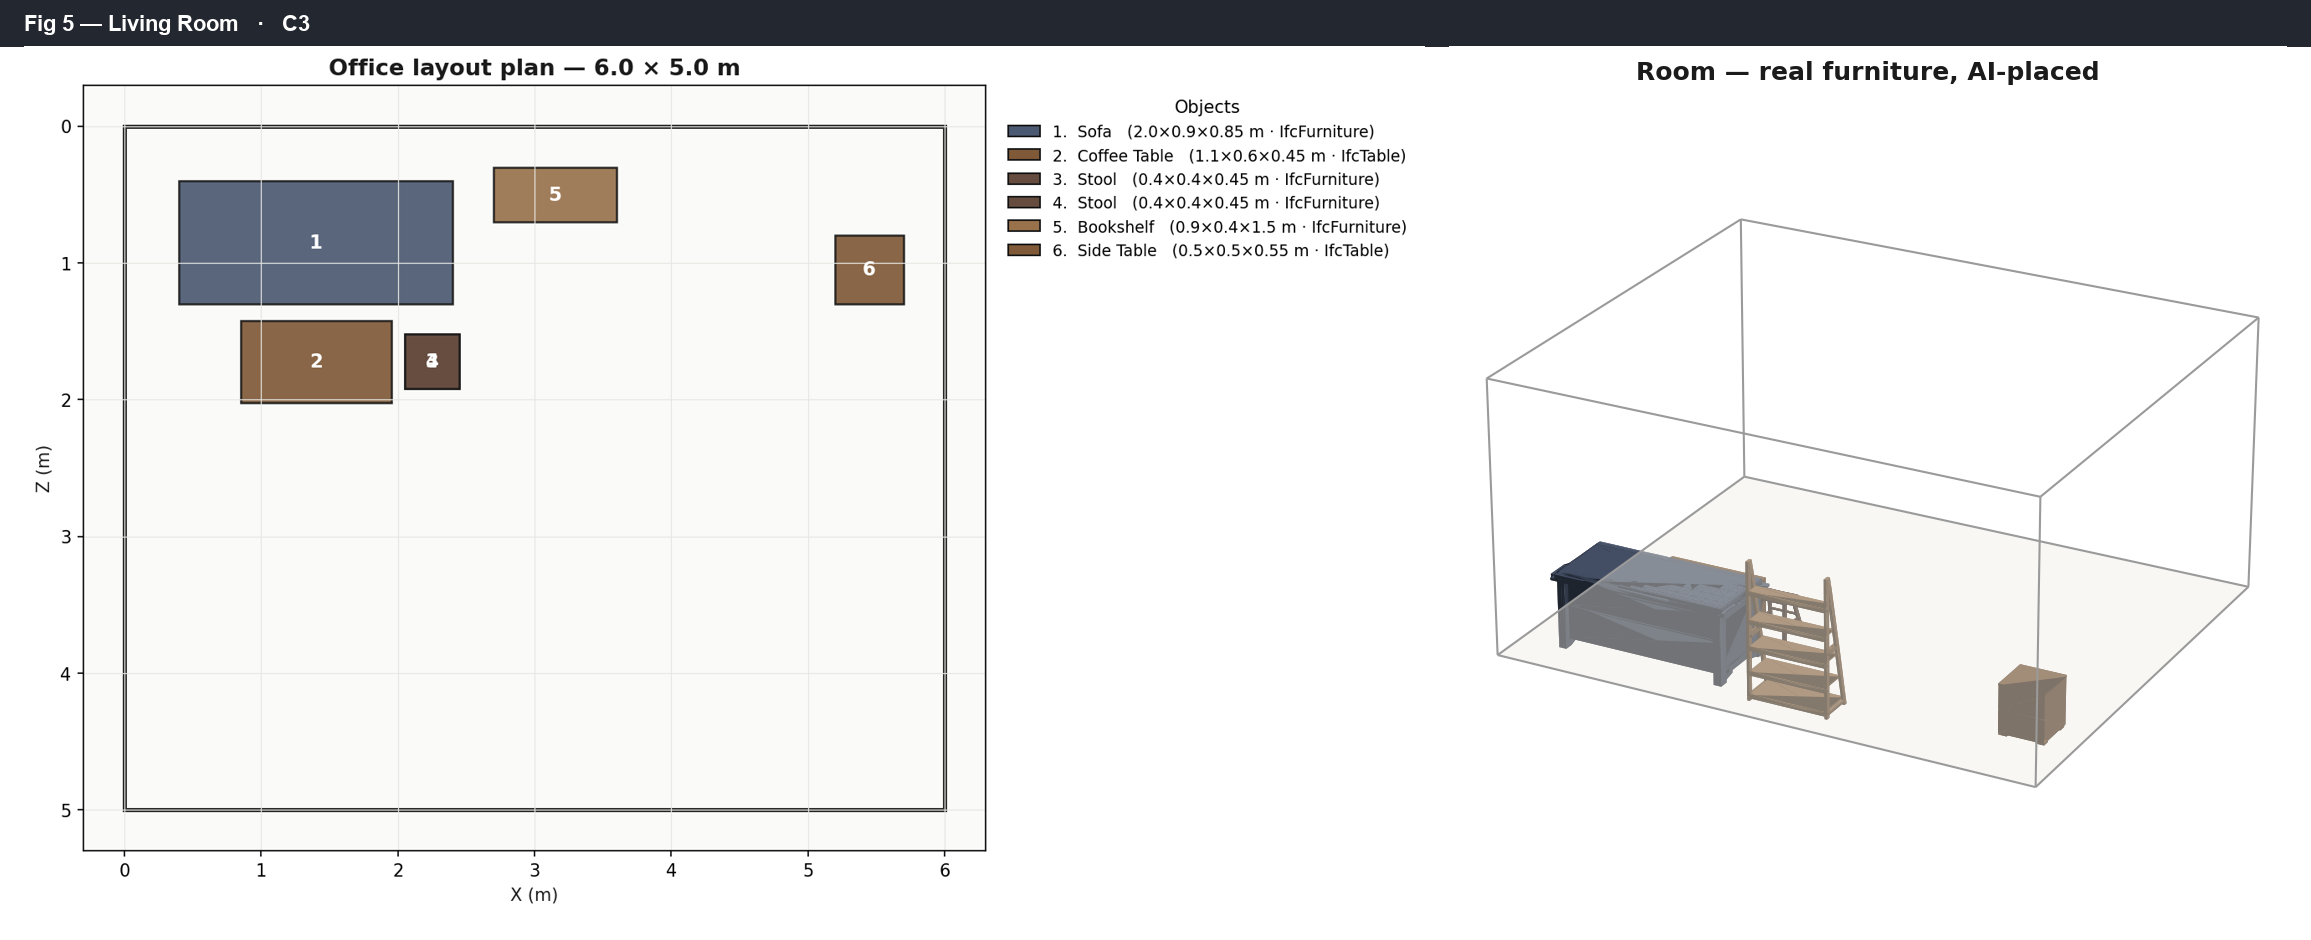 Fig 5 — Living Room · C3
Office layout plan — 6.0 × 5.0 m
Room — real furniture, AI-placed
Objects
1. Sofa (2.0×0.9×0.85 m · IfcFurniture)
2. Coffee Table (1.1×0.6×0.45 m · IfcTable)
3. Stool (0.4×0.4×0.45 m · IfcFurniture)
4. Stool (0.4×0.4×0.45 m · IfcFurniture)
5. Bookshelf (0.9×0.4×1.5 m · IfcFurniture)
6. Side Table (0.5×0.5×0.55 m · IfcTable)
0
1
2
3
4
5
Z (m)
5
1
6
2
0 1 2 3 4 5 6
X (m)